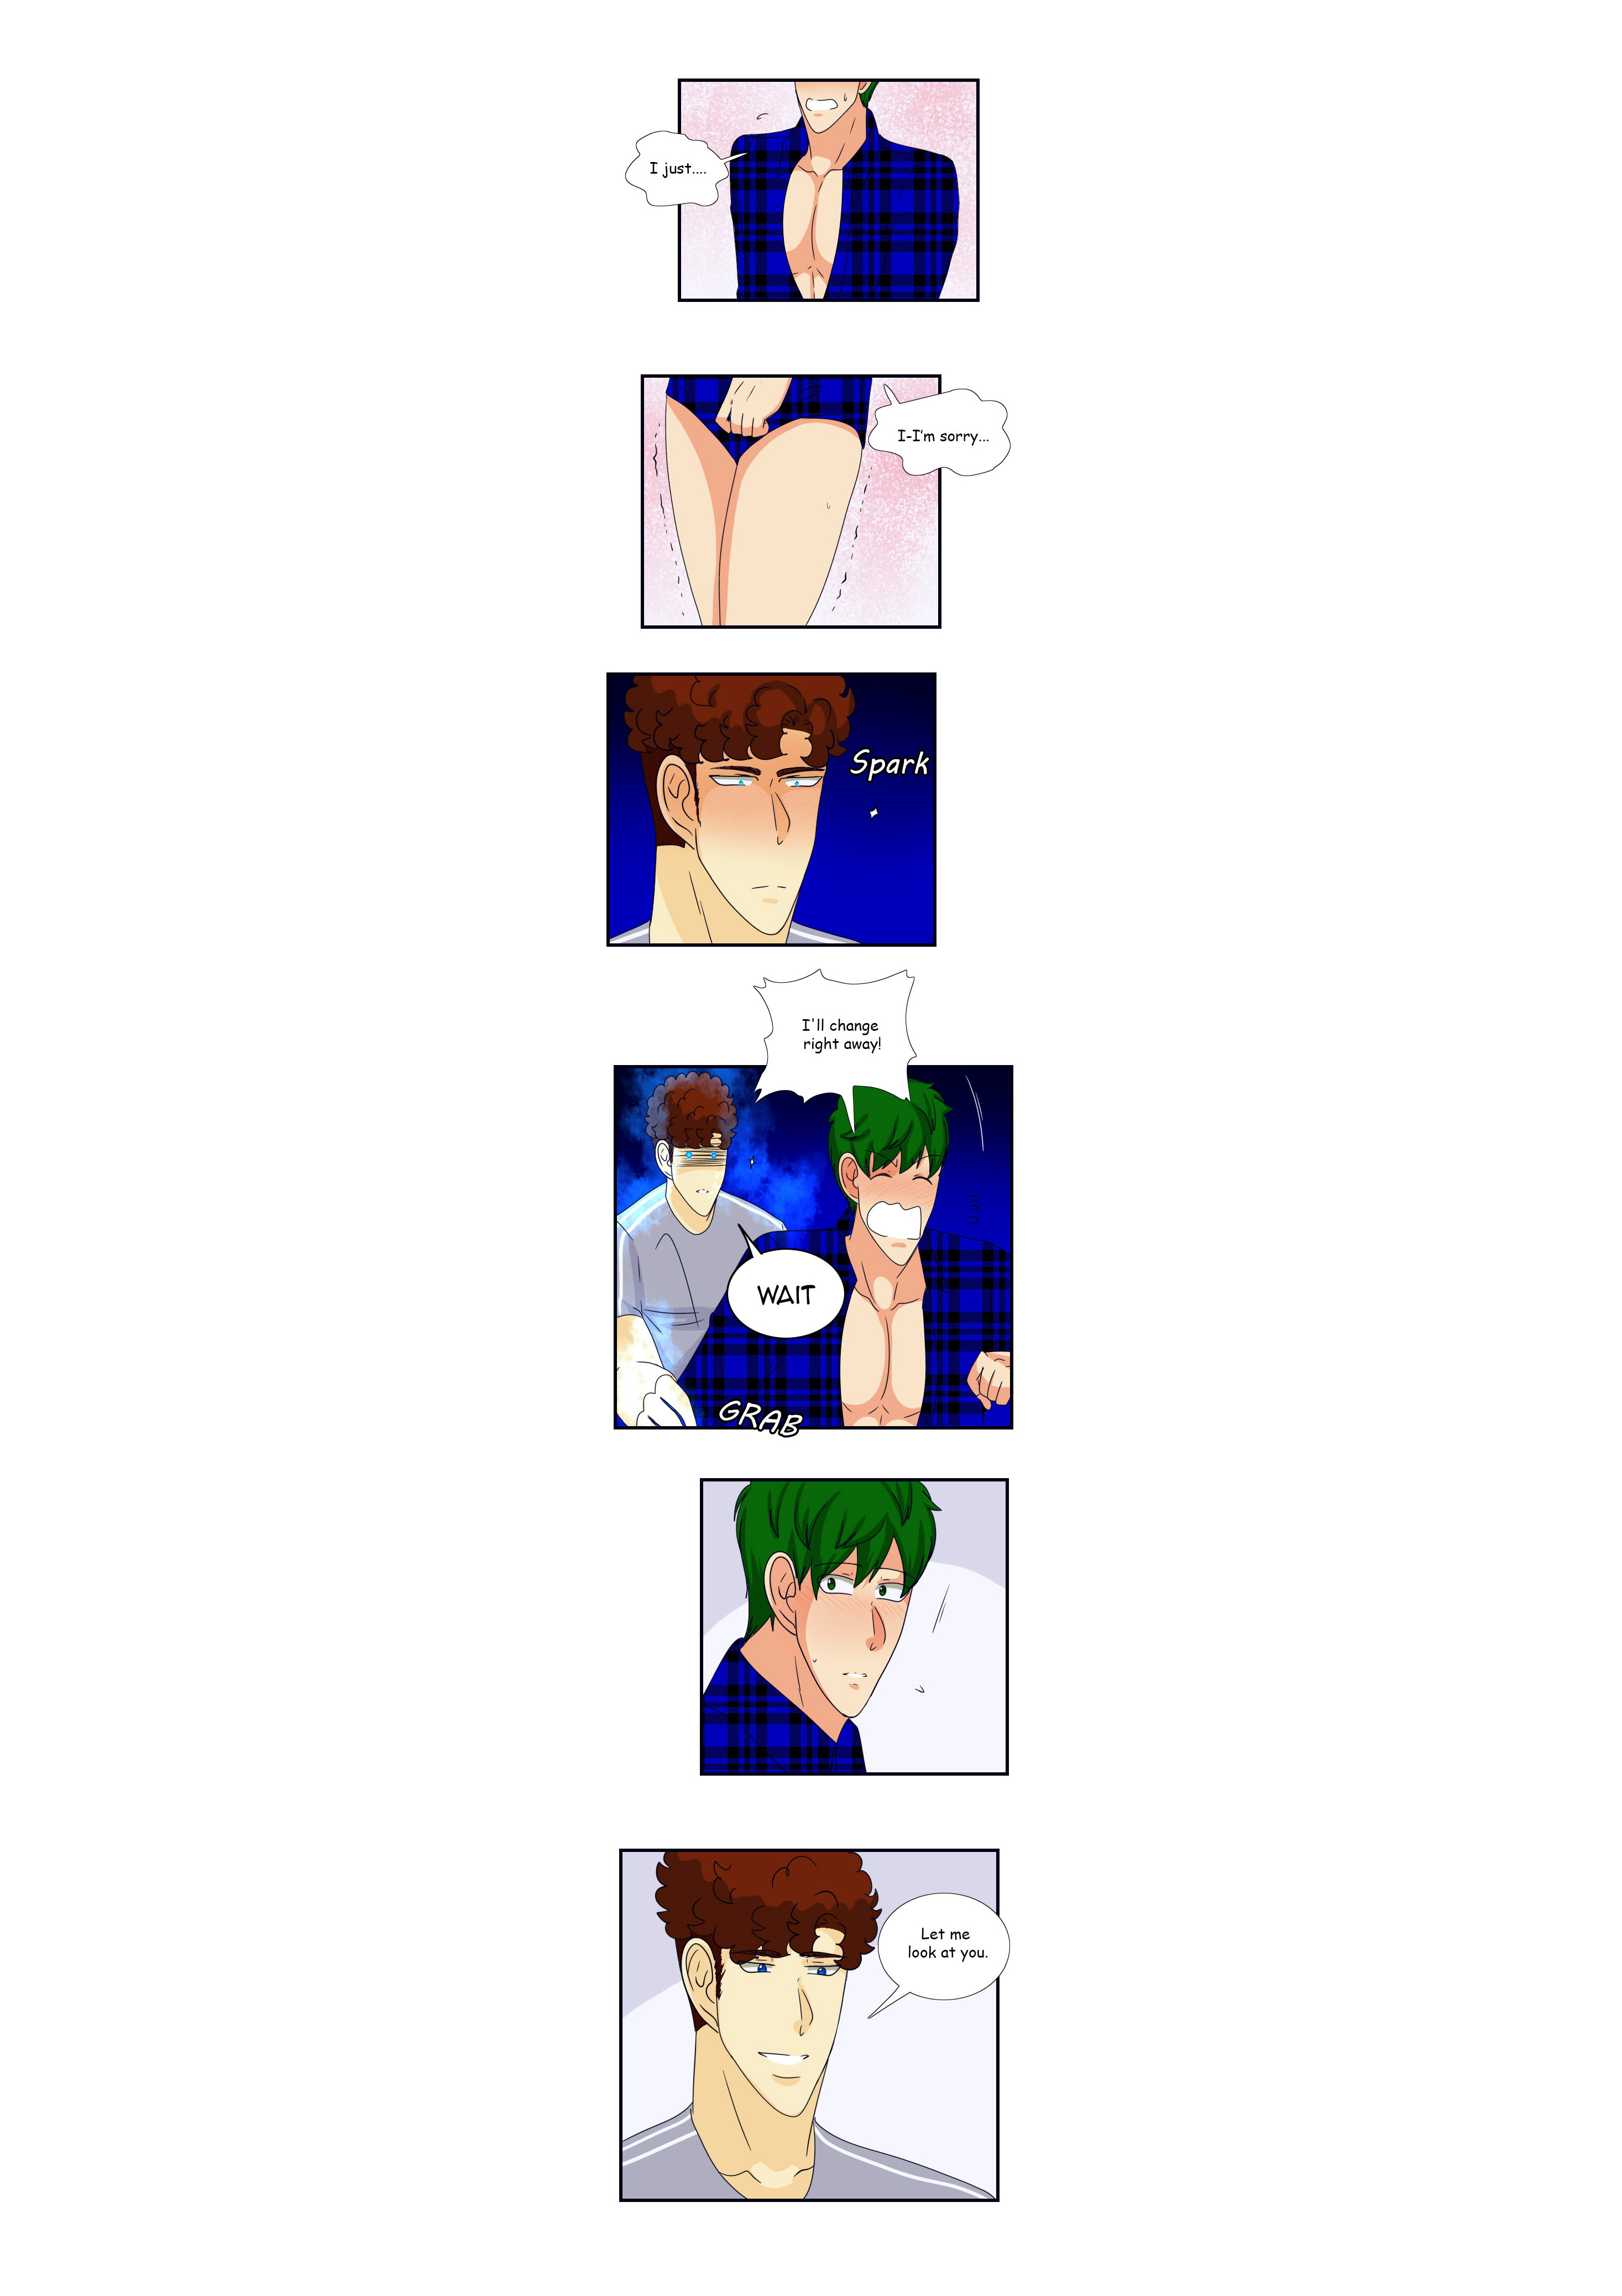 I just....
I-I'm sorry...
Spark
I'll change
right away!
WAIT
GRAB
Let me
look at you.